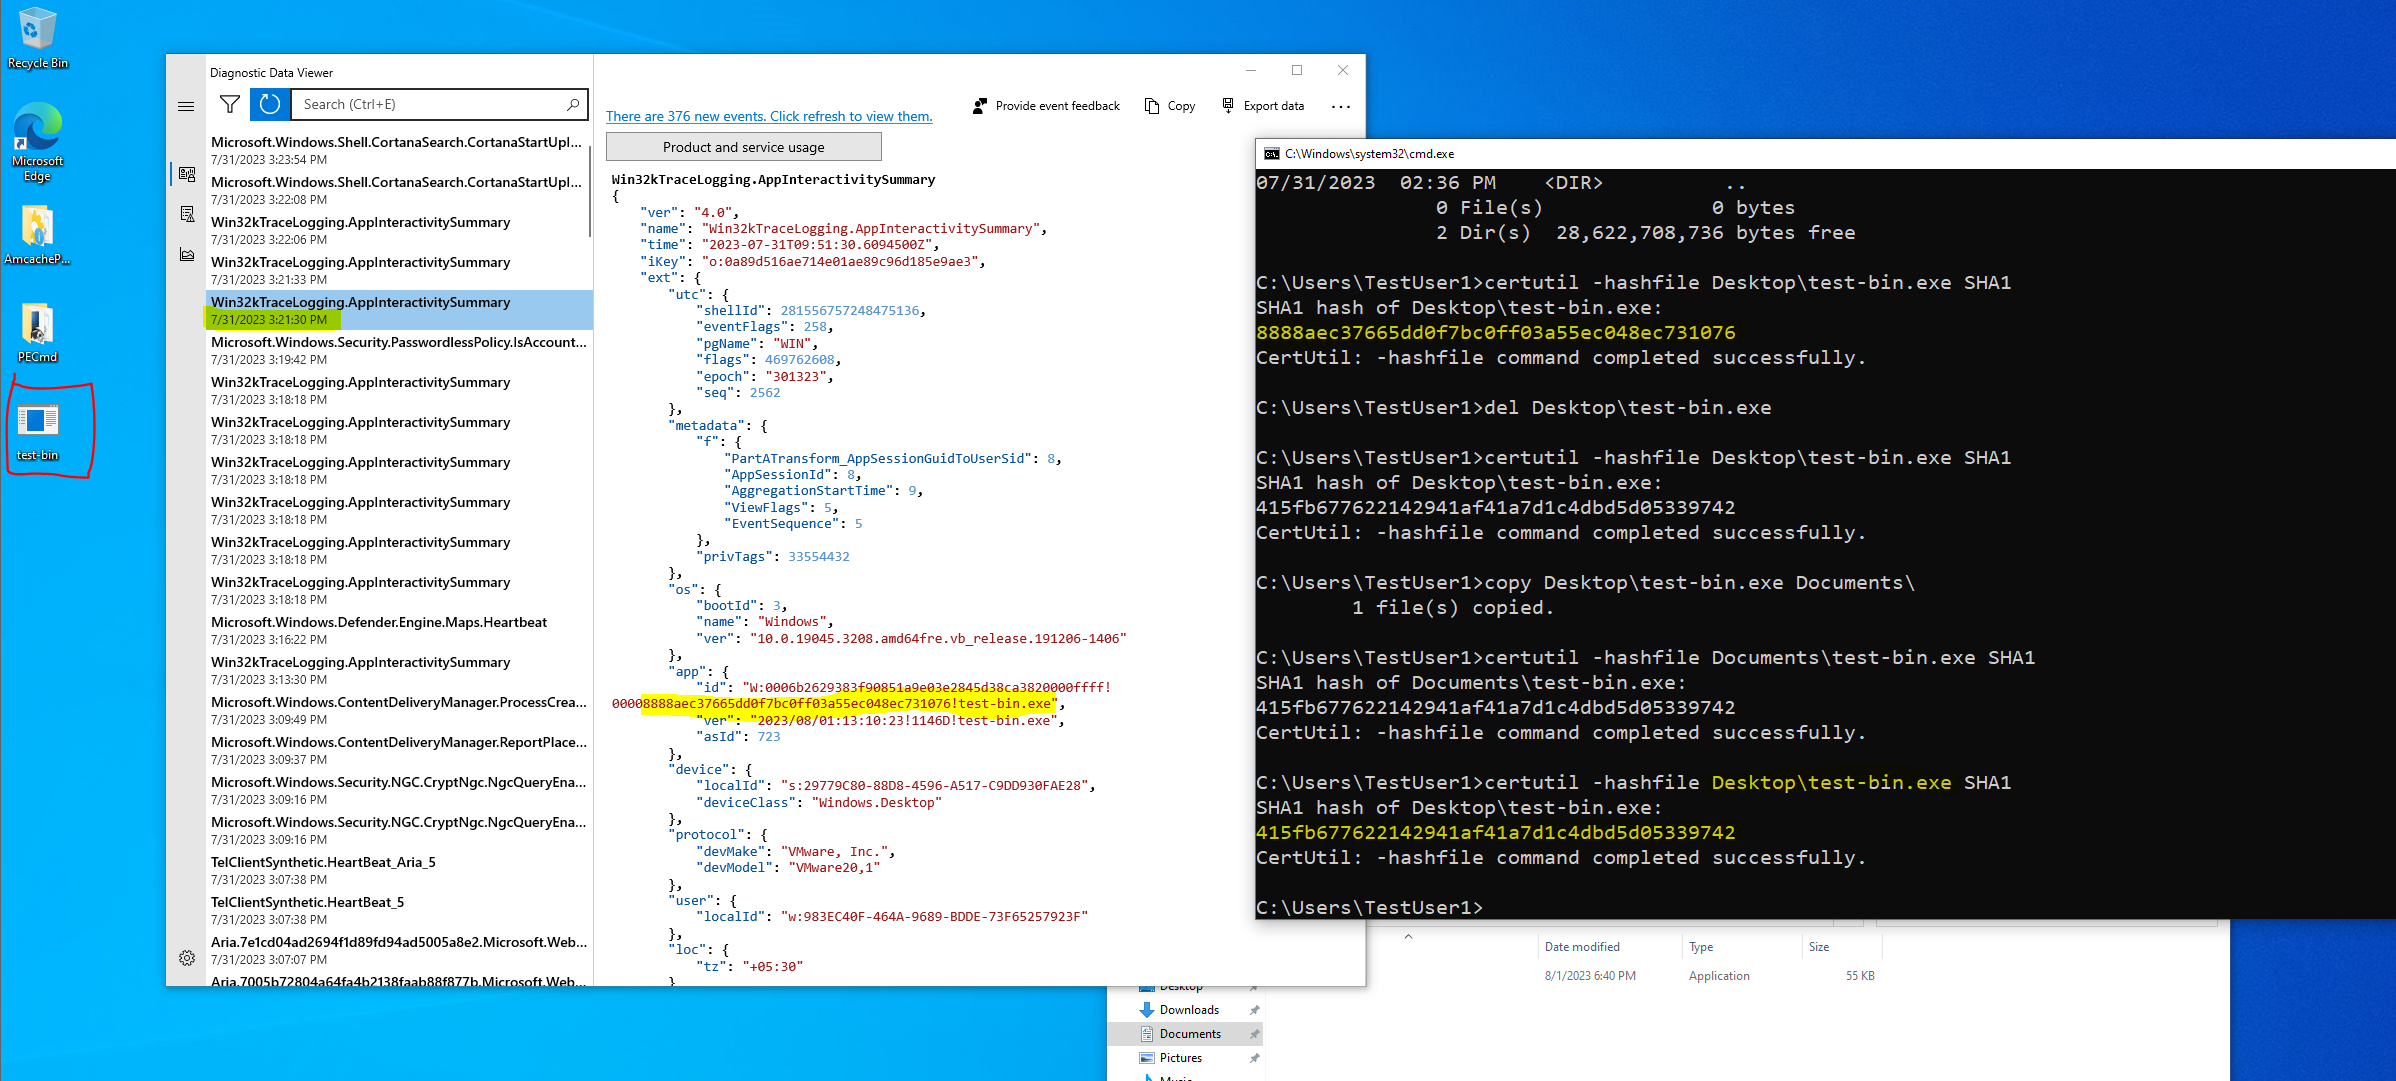 Recycle Bin
Microsoft
Edge
AmcacheP...
PECmd
test-bin
Diagnostic Data Viewer
Search (Ctrl+E)
Microsoft.Windows.Shell.CortanaSearch.CortanaStartUpl...
7/31/2023 3:23:54 PM
Microsoft.Windows.Shell.CortanaSearch.CortanaStartUpl...
7/31/2023 3:22:08 PM
Win32kTraceLogging.AppInteractivitySummary
7/31/2023 3:22:06 PM
Win32kTraceLogging.AppInteractivitySummary
7/31/2023 3:21:33 PM
Win32kTraceLogging.AppInteractivitySummary
7/31/2023 3:21:30 PM
Microsoft.Windows.Security.PasswordlessPolicy.IsAccount...
7/31/2023 3:19:42 PM
Win32kTraceLogging.AppInteractivitySummary
7/31/2023 3:18:18 PM
Win32kTraceLogging.AppInteractivitySummary
7/31/2023 3:18:18 PM
Win32kTraceLogging.AppInteractivitySummary
7/31/2023 3:18:18 PM
Win32kTraceLogging.AppInteractivitySummary
7/31/2023 3:18:18 PM
Win32kTraceLogging.AppInteractivitySummary
7/31/2023 3:18:18 PM
Win32kTraceLogging.AppInteractivitySummary
7/31/2023 3:18:18 PM
Microsoft.Windows.Defender.Engine.Maps.Heartbeat
7/31/2023 3:16:22 PM
Win32kTraceLogging.AppInteractivitySummary
7/31/2023 3:13:30 PM
Microsoft.Windows.ContentDeliveryManager.ProcessCrea...
7/31/2023 3:09:49 PM
Microsoft.Windows.ContentDeliveryManager.ReportPlace...
7/31/2023 3:09:37 PM
Microsoft.Windows.Security.NGC.CryptNgc.NgcQueryEna...
7/31/2023 3:09:16 PM
Microsoft.Windows.Security.NGC.CryptNgc.NgcQueryEna...
7/31/2023 3:09:16 PM
TelClientSynthetic.HeartBeat_Aria_5
7/31/2023 3:07:38 PM
TelClientSynthetic.HeartBeat_5
7/31/2023 3:07:38 PM
Aria.7e1cd04ad2694f1d89fd94ad5005a8e2.Microsoft.Web...
7/31/2023 3:07:07 PM
Aria.7005b72804a64fa4b2138faab88f877b.Microsoft.Web...
There are 376 new events. Click refresh to view them.
Provide event feedback
Copy
Export data
Product and service usage
Win32kTraceLogging.AppInteractivitySummary
{
"ver": "4.0",
"name": "Win32kTraceLogging.AppInteractivitySummary",
"time": "2023-07-31T09:51:30.6094500Z",
"iKey": "o:0a89d516ae714e01ae89c96d185e9ae3",
"ext": {
"utc": {
"shellId": 281556757248475136,
"eventFlags": 258,
"pgName": "WIN",
"flags": 469762608,
"epoch": "301323",
"seq": 2562
},
"metadata": {
"f": {
"PartATransform_AppSessionGuidToUserSid": 8,
"AppSessionId": 8,
"AggregationStartTime": 9,
"ViewFlags": 5,
"EventSequence": 5
},
"privTags": 33554432
},
"os": {
"bootId": 3,
"name": "Windows",
"ver": "10.0.19045.3208.amd64fre.vb_release.191206-1406"
},
"app": {
"id": "W:0006b2629383f90851a9e03e2845d38ca3820000ffff!
00008888aec37665dd0f7bc0ff03a55ec048ec731076!test-bin.exe",
"ver": "2023/08/01:13:10:23!1146D!test-bin.exe",
"asId": 723
},
"device": {
"localId": "s:29779C80-88D8-4596-A517-C9DD930FAE28",
"deviceClass": "Windows.Desktop"
},
"protocol": {
"devMake": "VMware, Inc.",
"devModel": "VMware20,1"
},
"user": {
"localId": "w:983EC40F-464A-9689-BDDE-73F65257923F"
},
"loc": {
"tz": "+05:30"
}
C:\Windows\system32\cmd.exe
07/31/2023  02:36 PM    <DIR>          ..
0 File(s)              0 bytes
2 Dir(s)  28,622,708,736 bytes free
C:\Users\TestUser1>certutil -hashfile Desktop\test-bin.exe SHA1
SHA1 hash of Desktop\test-bin.exe:
8888aec37665dd0f7bc0ff03a55ec048ec731076
CertUtil: -hashfile command completed successfully.
C:\Users\TestUser1>del Desktop\test-bin.exe
C:\Users\TestUser1>certutil -hashfile Desktop\test-bin.exe SHA1
SHA1 hash of Desktop\test-bin.exe:
415fb677622142941af41a7d1c4dbd5d05339742
CertUtil: -hashfile command completed successfully.
C:\Users\TestUser1>copy Desktop\test-bin.exe Documents\
1 file(s) copied.
C:\Users\TestUser1>certutil -hashfile Documents\test-bin.exe SHA1
SHA1 hash of Documents\test-bin.exe:
415fb677622142941af41a7d1c4dbd5d05339742
CertUtil: -hashfile command completed successfully.
C:\Users\TestUser1>certutil -hashfile Desktop\test-bin.exe SHA1
SHA1 hash of Desktop\test-bin.exe:
415fb677622142941af41a7d1c4dbd5d05339742
CertUtil: -hashfile command completed successfully.
C:\Users\TestUser1>
Date modified
Type
Size
8/1/2023 6:40 PM
Application
55 KB
Desktop
Downloads
Documents
Pictures
Music